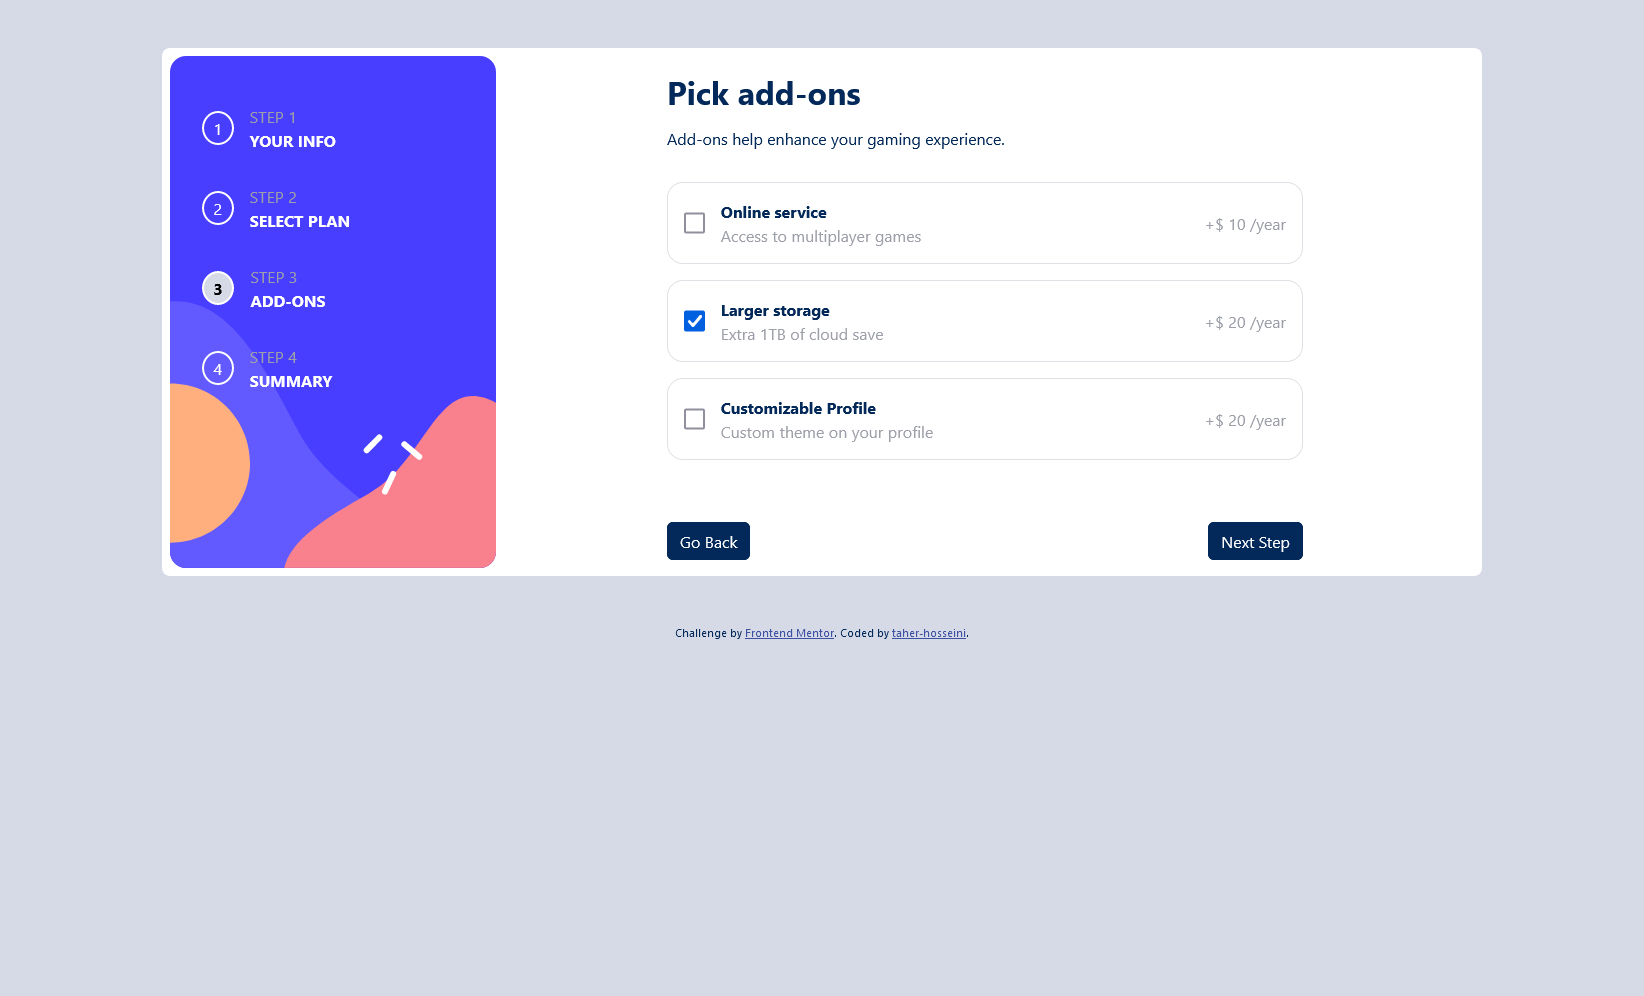 1
STEP 1
YOUR INFO
2
STEP 2
SELECT PLAN
3
STEP 3
ADD-ONS
4
STEP 4
SUMMARY
Pick add-ons
Add-ons help enhance your gaming experience.
Online service
Access to multiplayer games
+$ 10 /year
Larger storage
Extra 1TB of cloud save
+$ 20 /year
Customizable Profile
Custom theme on your profile
+$ 20 /year
Go Back
Next Step
Challenge by Frontend Mentor. Coded by taher-hosseini.